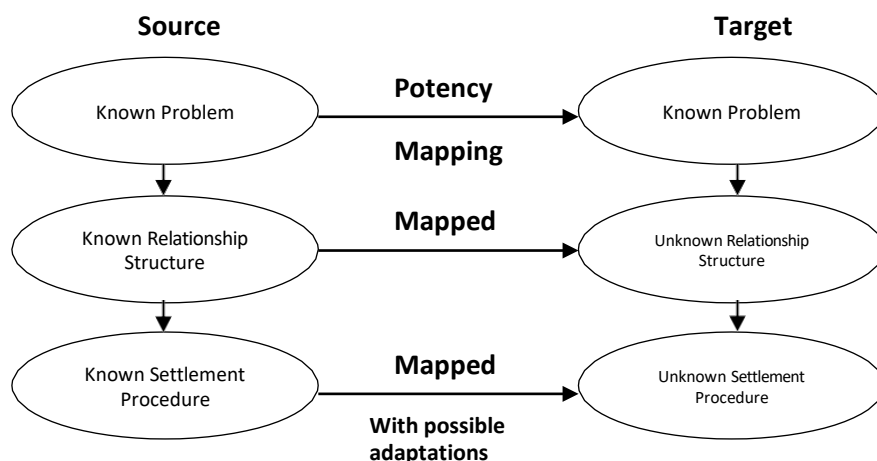 Source
Target
Known Problem
Potency
Mapping
Known Problem
Known Relationship
Structure
Mapped
Unknown Relationship
Structure
Known Settlement
Procedure
Mapped
With possible
adaptations
Unknown Settlement
Procedure